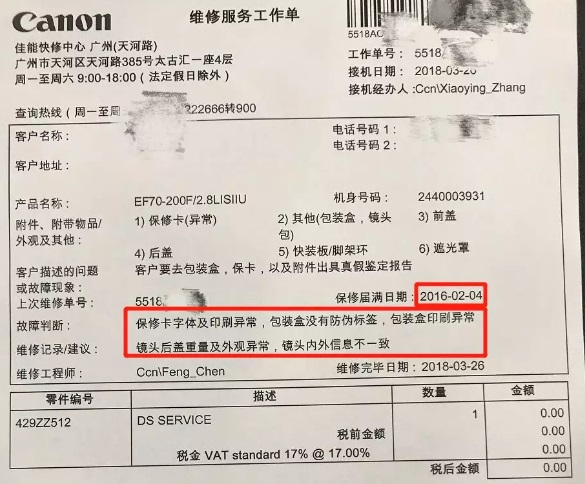 Canon
维修服务工作单
佳能快修中心 广州(天河路)
广州市天河区天河路385号太古汇一座4层
周一至周六 9:00-18:00（法定假日除外）
5518AC
工作单号： 5518
接机日期： 2018-03-20
接机经办人:Ccn\Xiaoying_Zhang
查询热线（周一至周
222666转900
客户名称：
电话号码 1：
电话号码 2：
客户地址：
产品名称： EF70-200F/2.8LISIIU 机身号码： 2440003931
附件、附带物品/
外观及其他：
1) 保修卡(异常) 2) 其他(包装盒，镜头包) 3) 前盖
4) 后盖 5) 快装板/脚架环 6) 遮光罩
客户描述的问题
或故障现象：
客户要去包装盒，保卡，以及附件出具真假鉴定报告
上次维修单号： 5518 保修届满日期： 2016-02-04
故障判断： 保修卡字体及印刷异常，包装盒没有防伪标签，包装盒印刷异常
维修记录/建议： 镜头后盖重量及外观异常，镜头内外信息不一致
维修工程师： Ccn\Feng_Chen 维修完毕日期： 2018-03-26
零件编号 描述 数量 金额
429ZZ512 DS SERVICE 1 0.00
税前金额 0.00
税金 VAT standard 17% @ 17.00% 0.00
税后金额 0.00